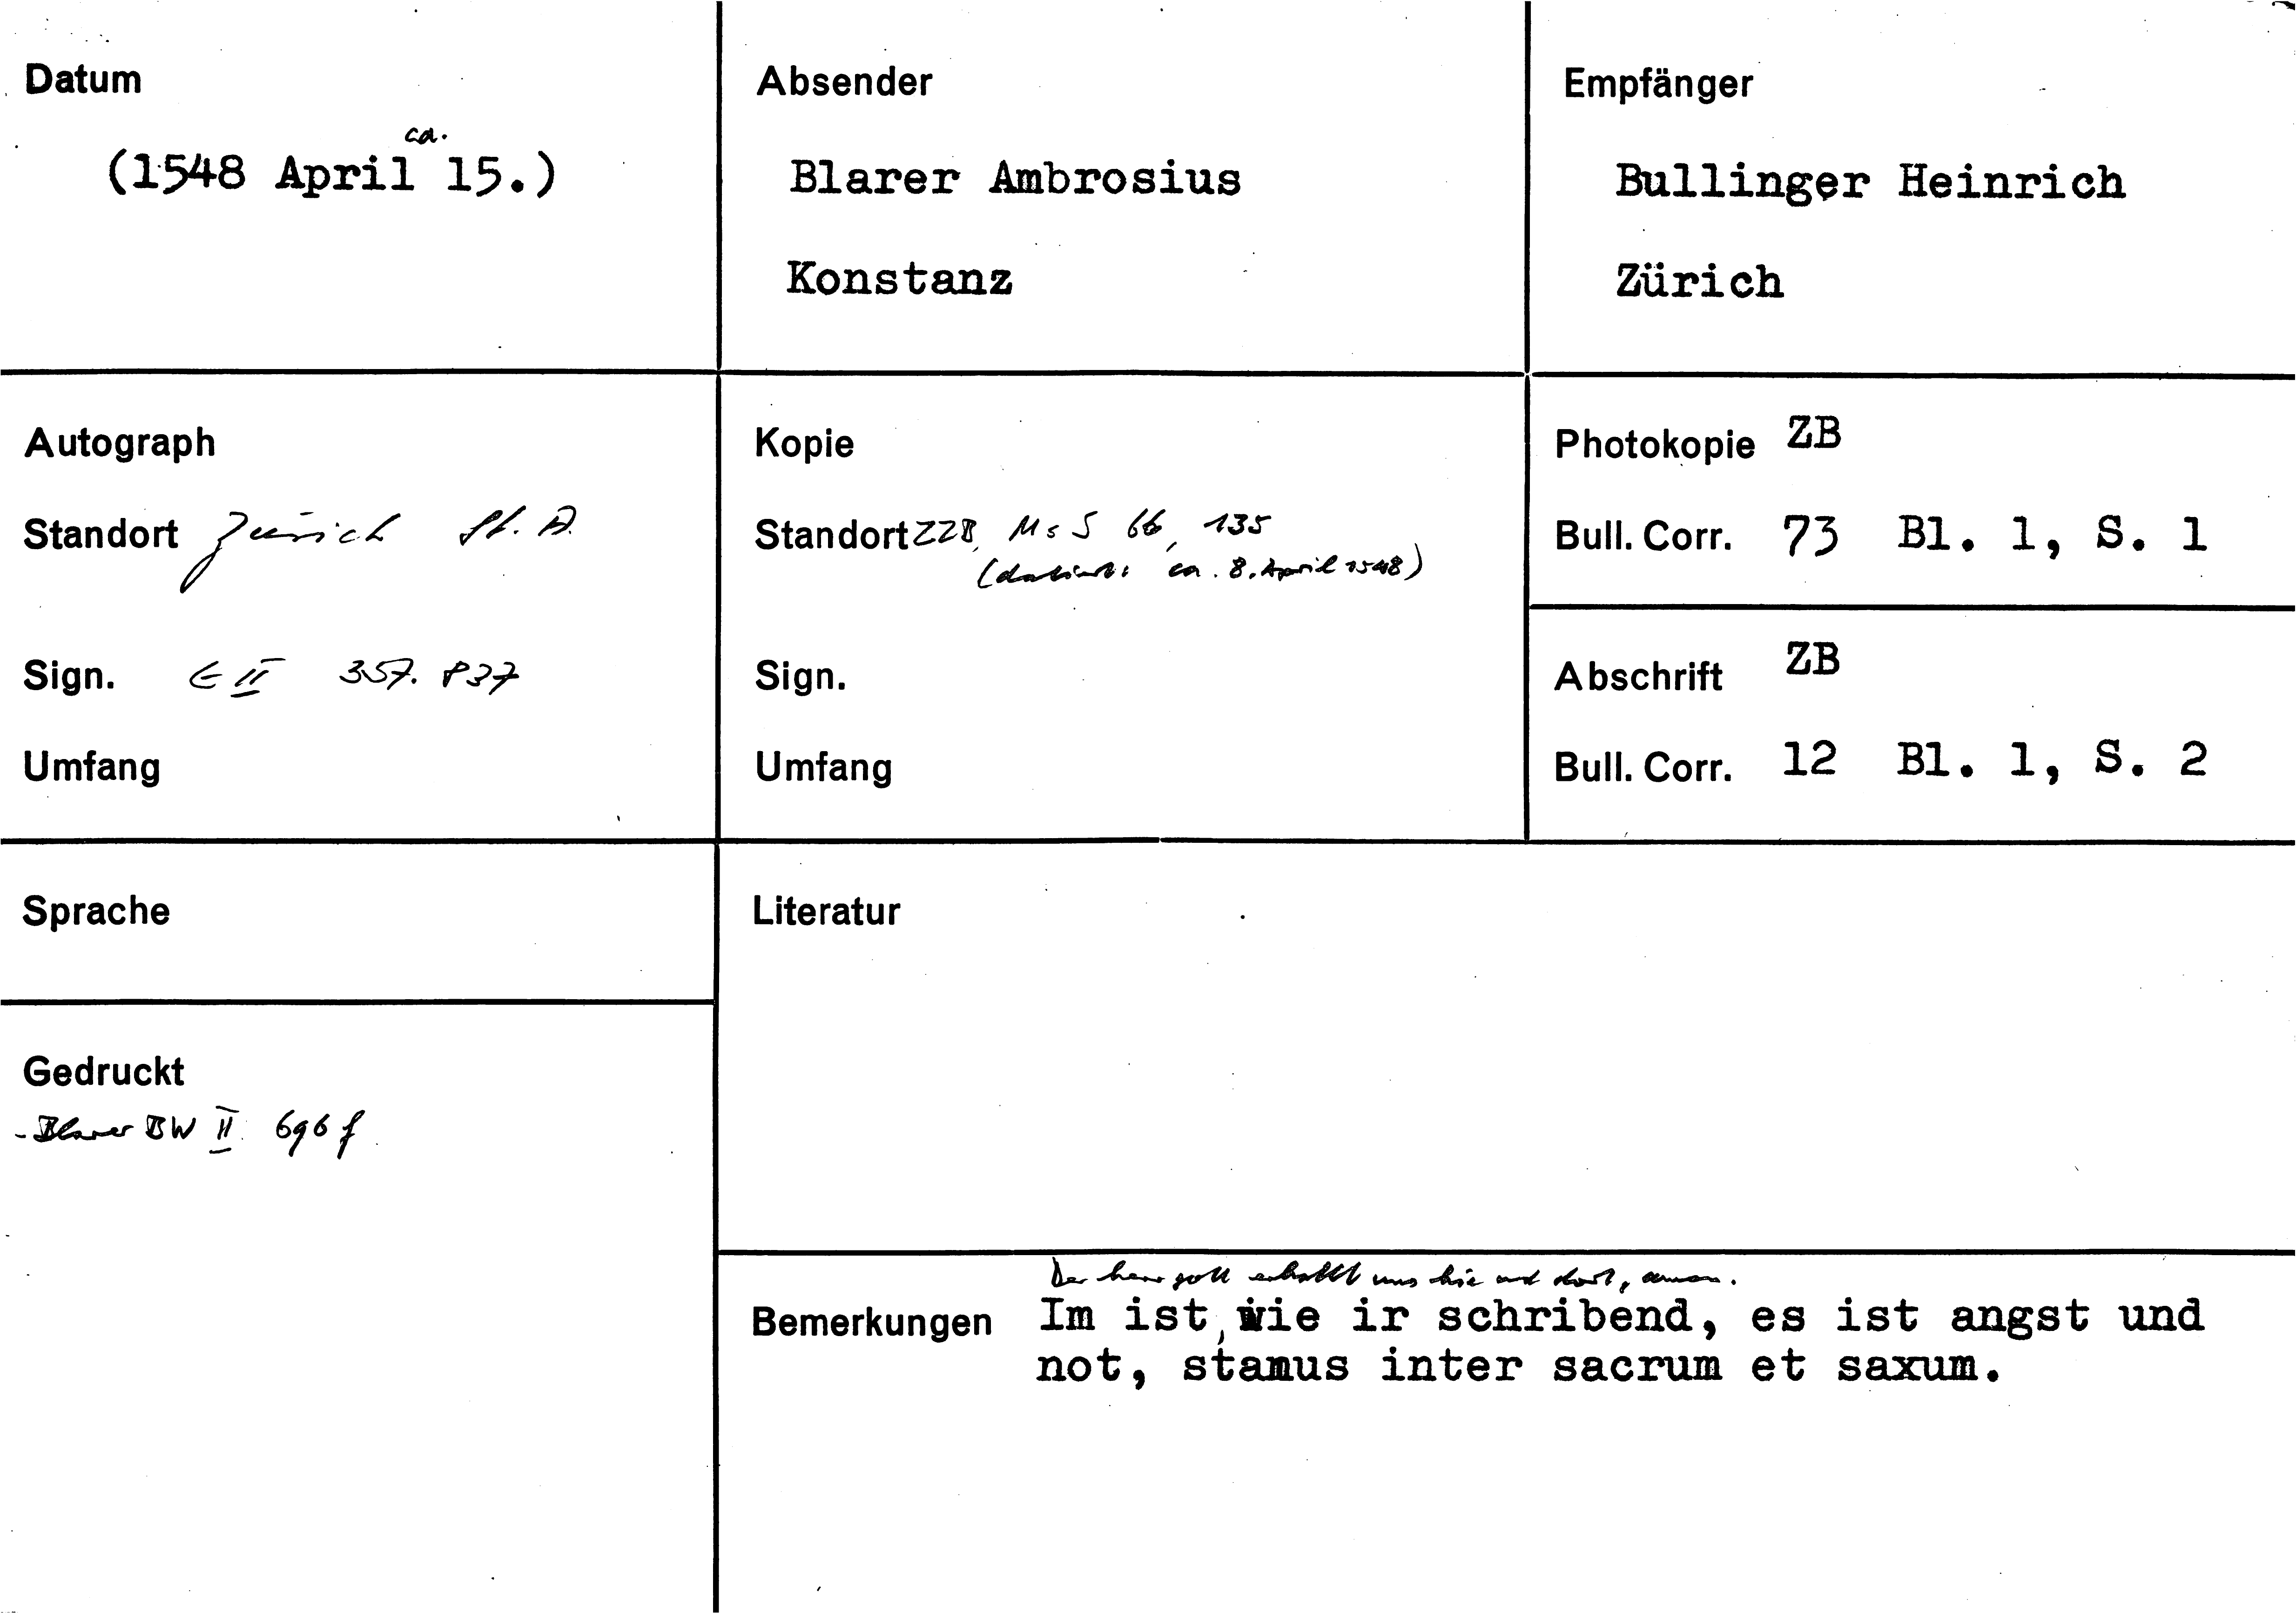 Datum
ca.
(1548 April 15.)
Absender
Blarer Ambrosius
Konstanz
Empfänger
Bullinger Heinrich
Zürich
Autograph
Standort Zürich St. A.
Sign. E II 357. 837
Umfang
Kopie
Standort ZZB, Ms S 66, 135
(datiert: ca. 8. April 1548)
Sign.
Umfang
Photokopie ZB
Bull. Corr. 73 Bl. 1, S. 1
Abschrift ZB
Bull. Corr. 12 Bl. 1, S. 2
Sprache
Literatur
Gedruckt
- Blarer BW II 696 f
Der herr gott erhallt uns hie und dort, amen.
Bemerkungen Im ist, wie ir schribend, es ist angst und
not, stamus inter sacrum et saxum.